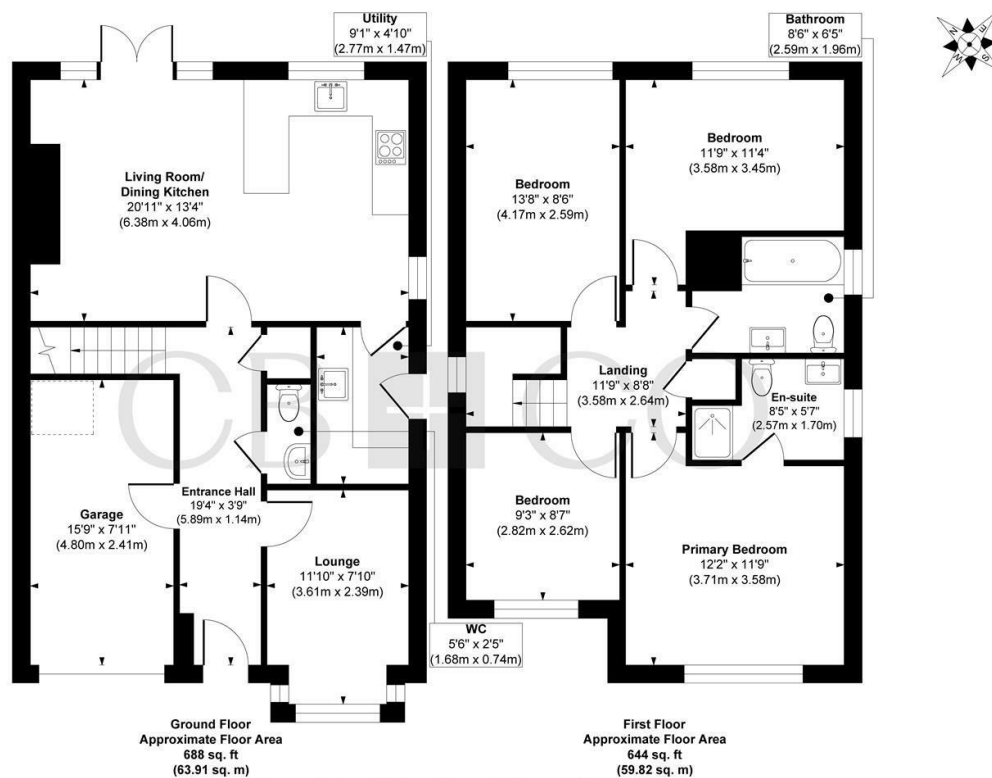 Utility
9'1" x 4'10"
(2.77m x 1.47m)
Bathroom
8'6" x 6'5"
(2.59m x 1.96m)
N
E
S
W
Living Room/
Dining Kitchen
20'11" x 13'4"
(6.38m x 4.06m)
Bedroom
13'8" x 8'6"
(4.17m x 2.59m)
Bedroom
11'9" x 11'4"
(3.58m x 3.45m)
CB CO
Landing
11'9" x 8'8"
(3.58m x 2.64m)
En-suite
8'5" x 5'7"
(2.57m x 1.70m)
Entrance Hall
19'4" x 3'9"
(5.89m x 1.14m)
Garage
15'9" x 7'11"
(4.80m x 2.41m)
Lounge
11'10" x 7'10"
(3.61m x 2.39m)
Bedroom
9'3" x 8'7"
(2.82m x 2.62m)
Primary Bedroom
12'2" x 11'9"
(3.71m x 3.58m)
WC
5'6" x 2'5"
(1.68m x 0.74m)
Ground Floor
Approximate Floor Area
688 sq. ft
(63.91 sq. m)
First Floor
Approximate Floor Area
644 sq. ft
(59.82 sq. m)